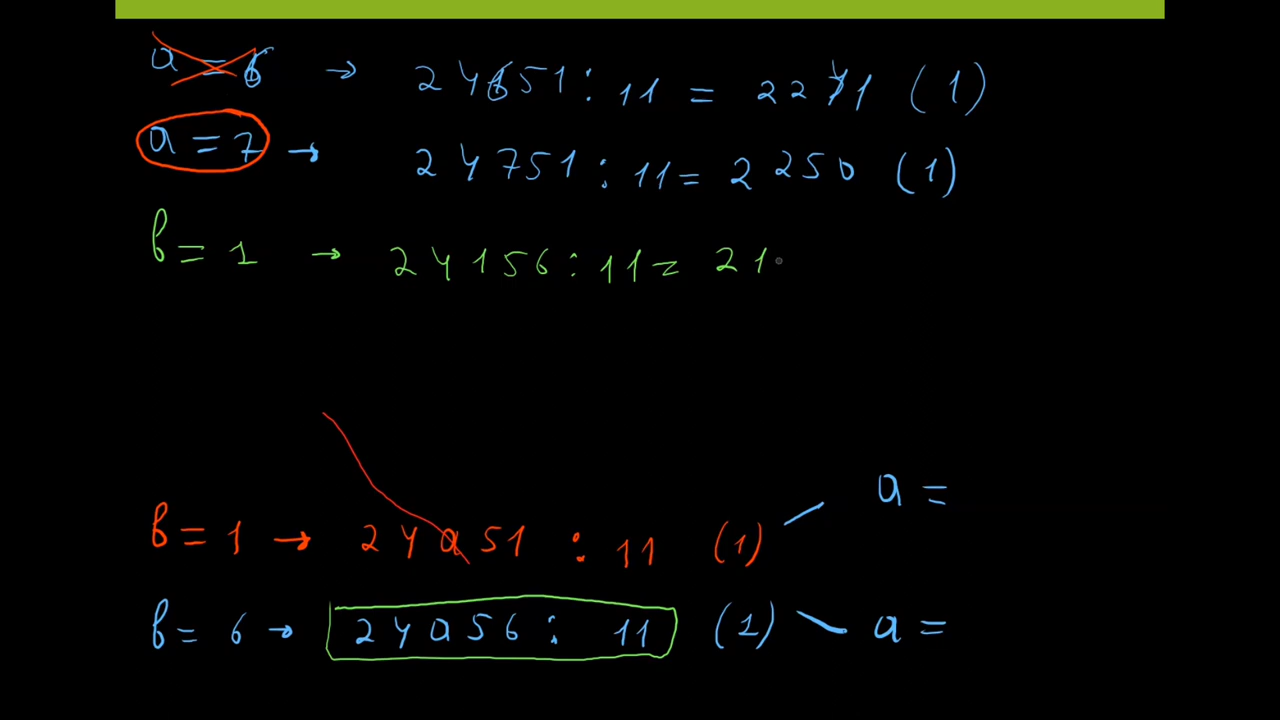 a = 6 → 24651 : 11 = 2241 (1)
a = 7 → 24751 : 11 = 2250 (1)
b = 1 → 24156 : 11 = 21
b = 1 → 24a51 : 11 (1) a =
b = 6 → 24a56 : 11 (1) a =